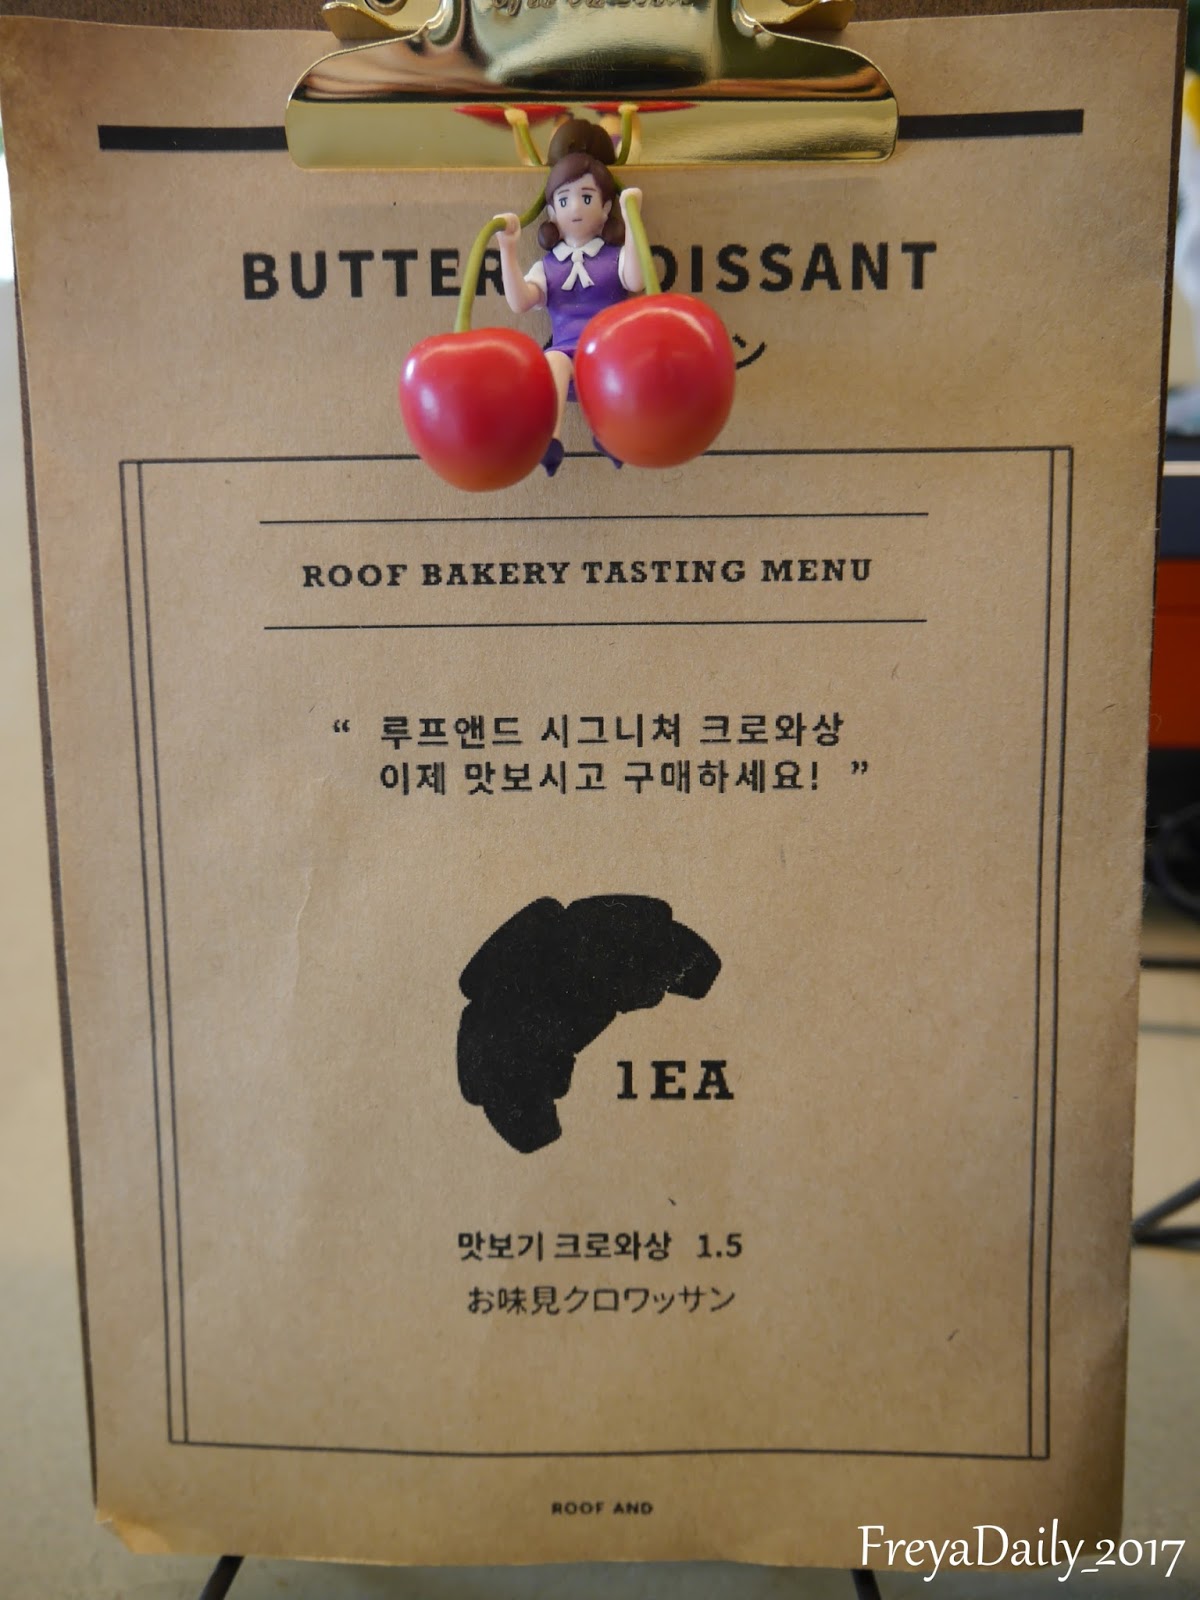 BUTTER OISSANT
ン
ROOF BAKERY TASTING MENU
“ 루프앤드 시그니쳐 크로와상
이제 맛보시고 구매하세요! ”
1EA
맛보기 크로와상 1.5
お味見クロワッサン
ROOF AND
FreyaDaily_2017